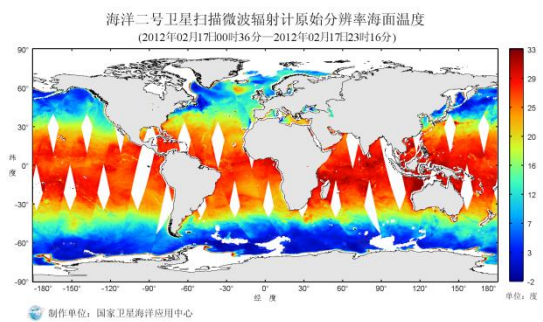 海洋二号卫星扫描微波辐射计原始分辨率海面温度
(2012年02月17日00时36分—2012年02月17日23时16分)
90°
60°
30°
0°
-30°
-60°
-90°
纬度
-180° -150° -120° -90° -60° -30° 0° 30° 60° 90° 120° 150° 180°
经 度
33
29
25
20
16
12
7
3
-2
单位：度
制作单位：国家卫星海洋应用中心